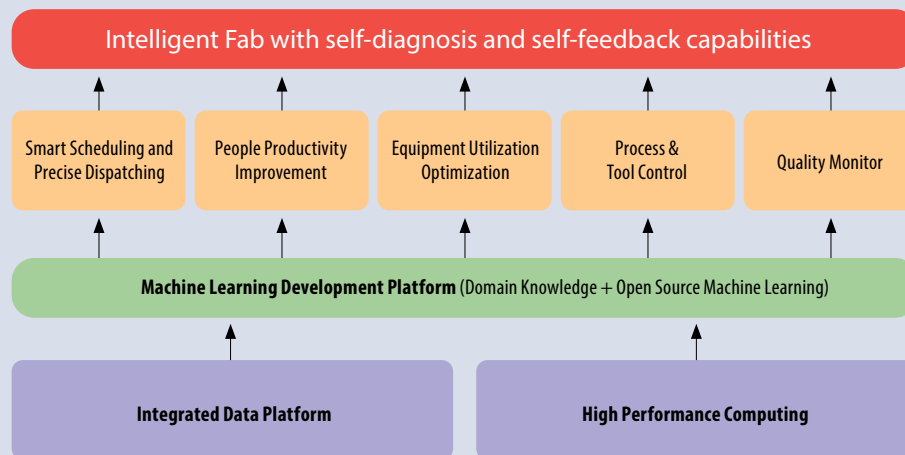 Intelligent Fab with self-diagnosis and self-feedback capabilities
Smart Scheduling and
Precise Dispatching
People Productivity
Improvement
Equipment Utilization
Optimization
Process &
Tool Control
Quality Monitor
Machine Learning Development Platform (Domain Knowledge + Open Source Machine Learning)
Integrated Data Platform
High Performance Computing